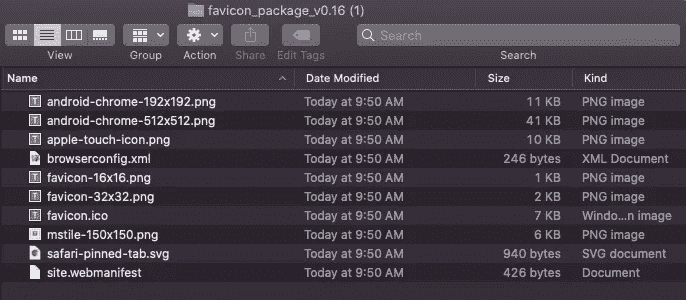 favicon_package_v0.16 (1)
View Group Action Share Edit Tags Search Search
Name Date Modified Size Kind
android-chrome-192x192.png Today at 9:50 AM 11 KB PNG image
android-chrome-512x512.png Today at 9:50 AM 41 KB PNG image
apple-touch-icon.png Today at 9:50 AM 10 KB PNG image
browserconfig.xml Today at 9:50 AM 246 bytes XML Document
favicon-16x16.png Today at 9:50 AM 1 KB PNG image
favicon-32x32.png Today at 9:50 AM 2 KB PNG image
favicon.ico Today at 9:50 AM 7 KB Windo...n image
mstile-150x150.png Today at 9:50 AM 6 KB PNG image
safari-pinned-tab.svg Today at 9:50 AM 940 bytes SVG document
site.webmanifest Today at 9:50 AM 426 bytes Document